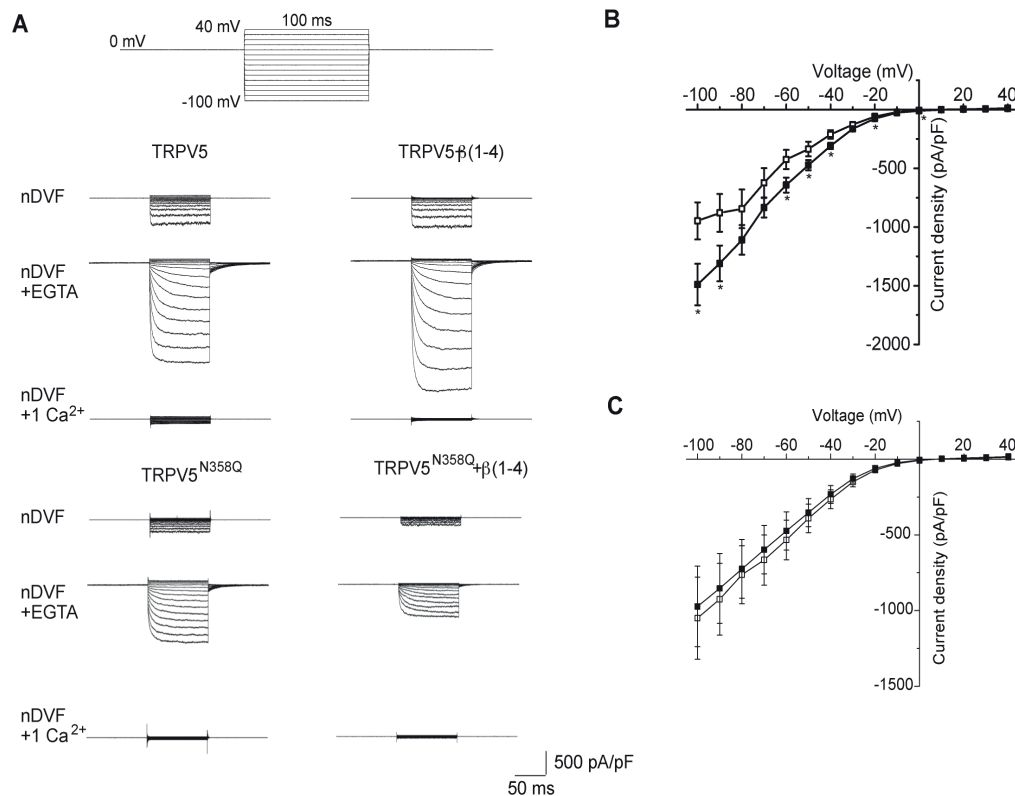 A
40 mV
100 ms
0 mV
-100 mV
TRPV5
TRPV5+β(1-4)
nDVF
nDVF
+EGTA
nDVF
+1 Ca2+
TRPV5N358Q
TRPV5N358Q+β(1-4)
nDVF
nDVF
+EGTA
nDVF
+1 Ca2+
500 pA/pF
50 ms
B
Voltage (mV)
-100 -80 -60 -40 -20 20 40
-500
-1000
-1500
-2000
Current density (pA/pF)
* * * * * * *
C
Voltage (mV)
-100 -80 -60 -40 -20 20 40
-500
-1000
-1500
Current density (pA/pF)